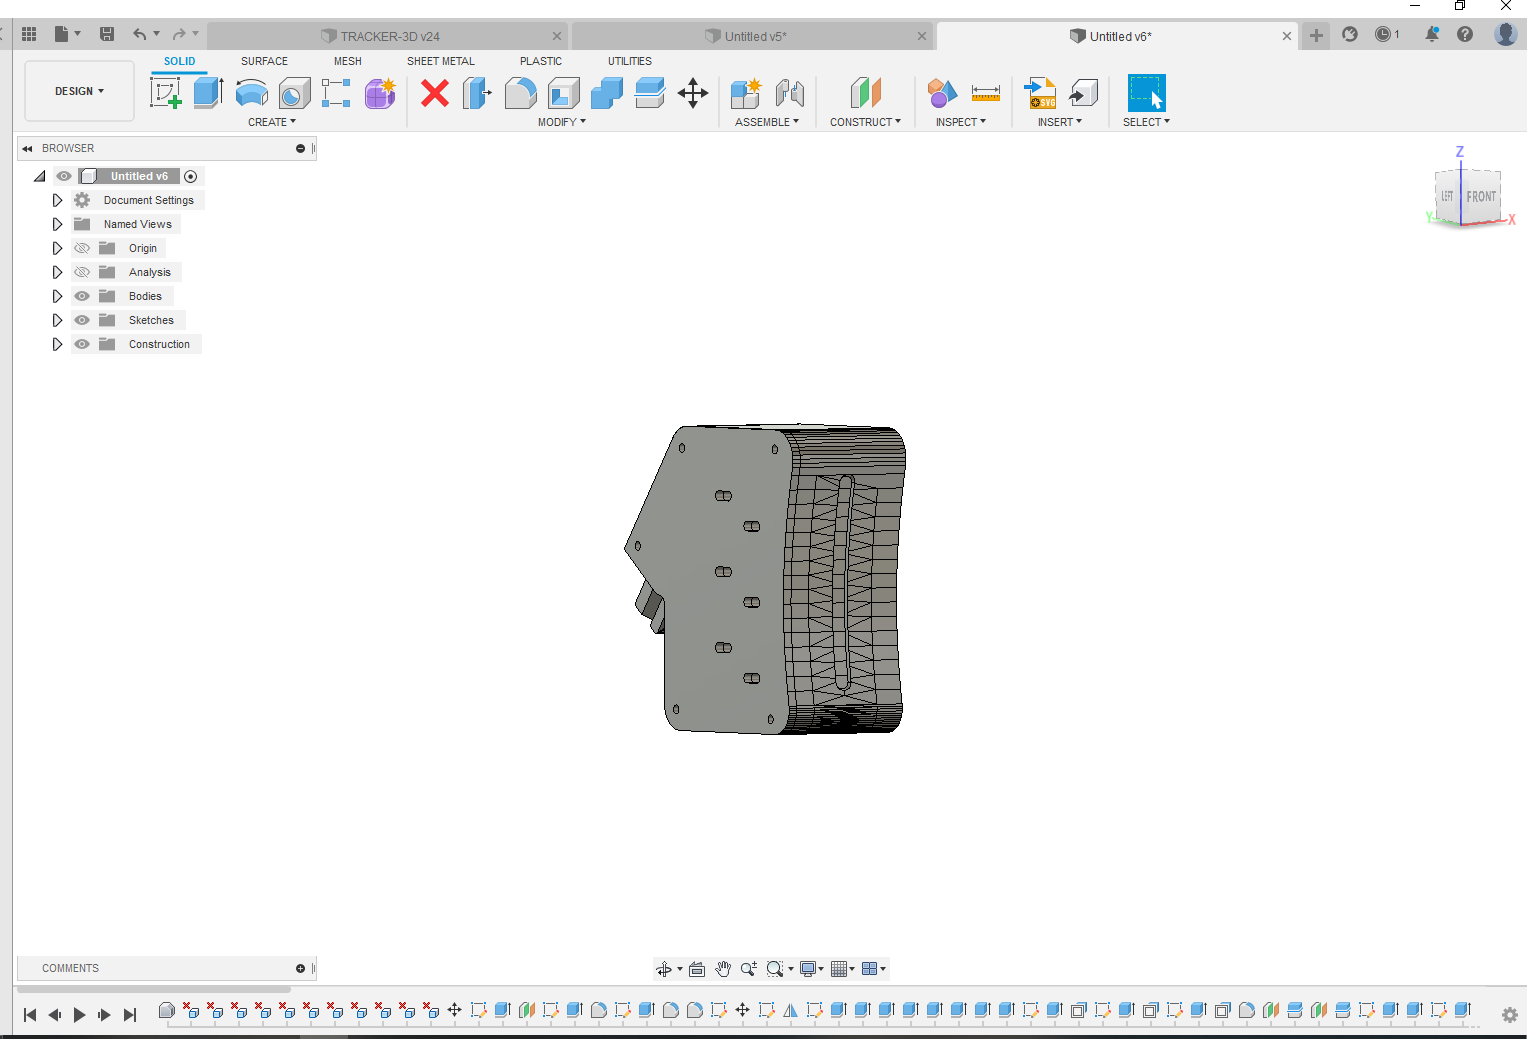 TRACKER-3D v24
Untitled v5*
Untitled v6*
1
DESIGN
SOLID
SURFACE
MESH
SHEET METAL
PLASTIC
UTILITIES
SVG
CREATE
MODIFY
ASSEMBLE
CONSTRUCT
INSPECT
INSERT
SELECT
BROWSER
Untitled v6
Document Settings
Named Views
Origin
Analysis
Bodies
Sketches
Construction
Z
LEFT
FRONT
Y
X
COMMENTS